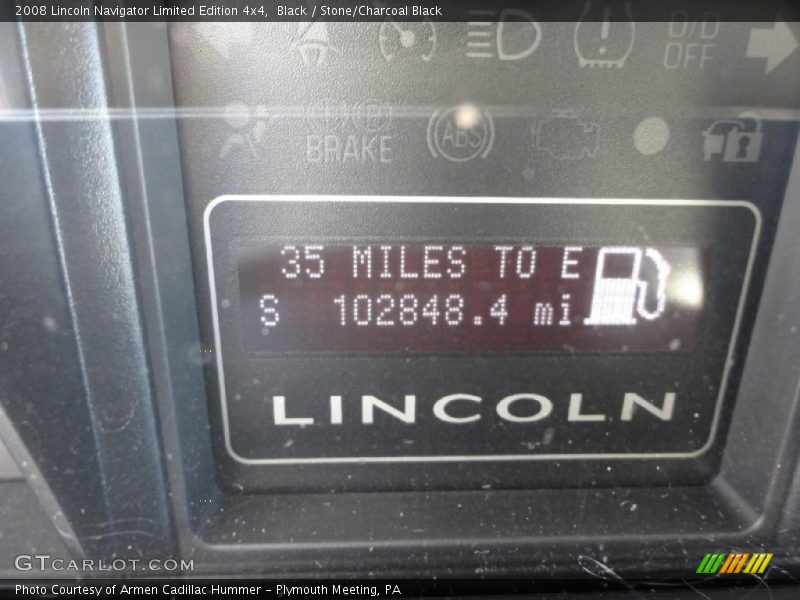 2008 Lincoln Navigator Limited Edition 4x4,  Black / Stone/Charcoal Black
O/D
OFF
BRAKE
ABS
35 MILES TO E
S 102848.4 mi
LINCOLN
GTCARLOT.COM
Photo Courtesy of Armen Cadillac Hummer – Plymouth Meeting, PA